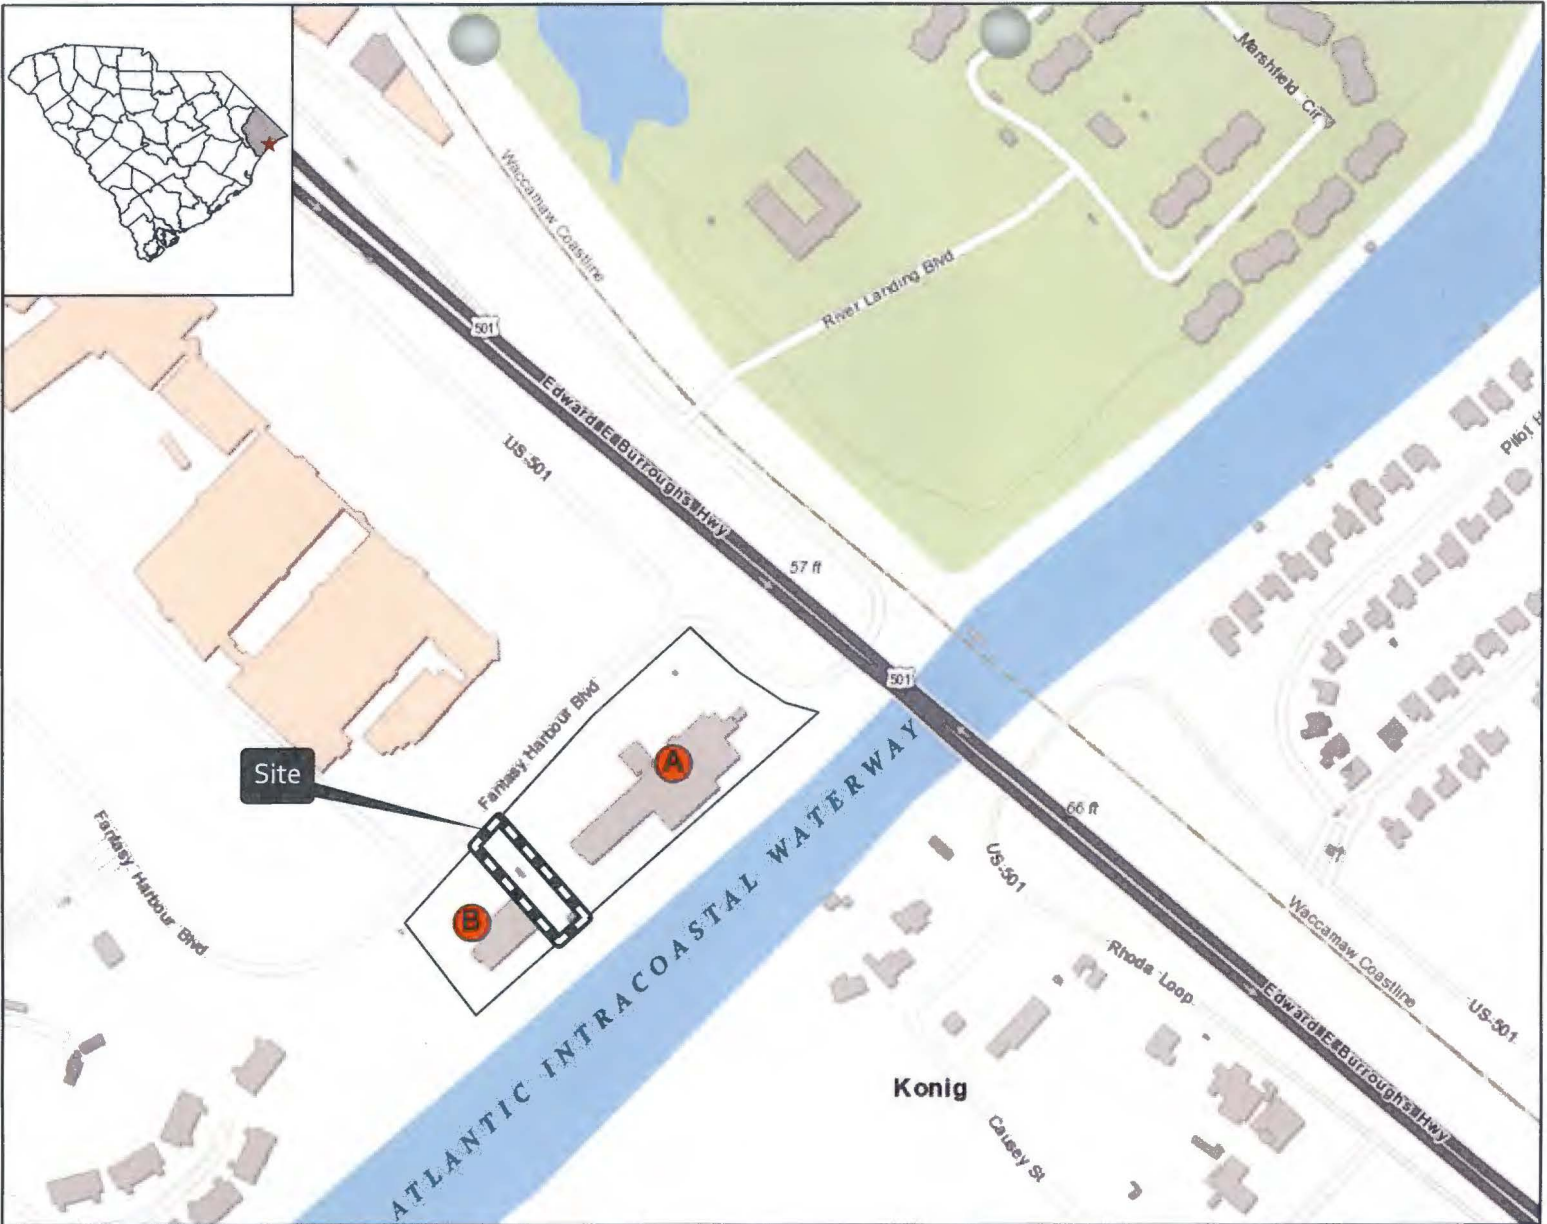 Marshfield Cir
Waccamaw Coastline
River Landing Blvd
501
Edward E Burroughs Hwy
US-501
57 ft
501
Fantasy Harbour Blvd
A
Site
B
Fantasy Harbour Blvd
ATLANTIC INTRACOASTAL WATERWAY
66 ft
US-501
Waccamaw Coastline
Rhoda Loop
Edward E Burroughs Hwy
US-501
Konig
Causey St